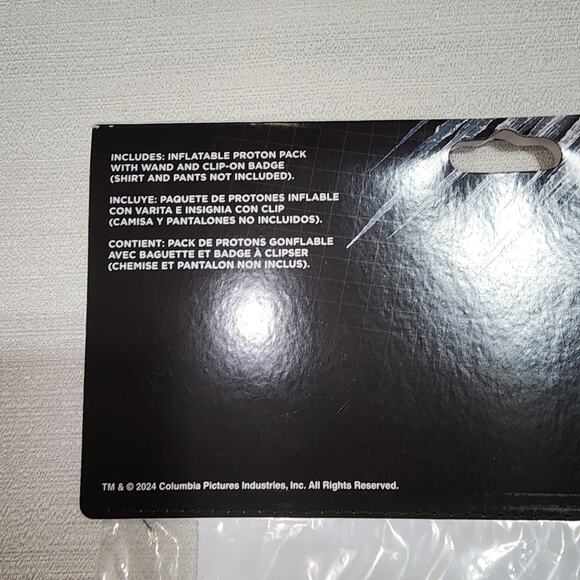 INCLUDES: INFLATABLE PROTON PACK
WITH WAND AND CLIP-ON BADGE
(SHIRT AND PANTS NOT INCLUDED).
INCLUYE: PAQUETE DE PROTONES INFLABLE
CON VARITA E INSIGNIA CON CLIP
(CAMISA Y PANTALONES NO INCLUIDOS).
CONTIENT: PACK DE PROTONS GONFLABLE
AVEC BAGUETTE ET BADGE À CLIPSER
(CHEMISE ET PANTALON NON INCLUS).
TM & © 2024 Columbia Pictures Industries, Inc. All Rights Reserved.